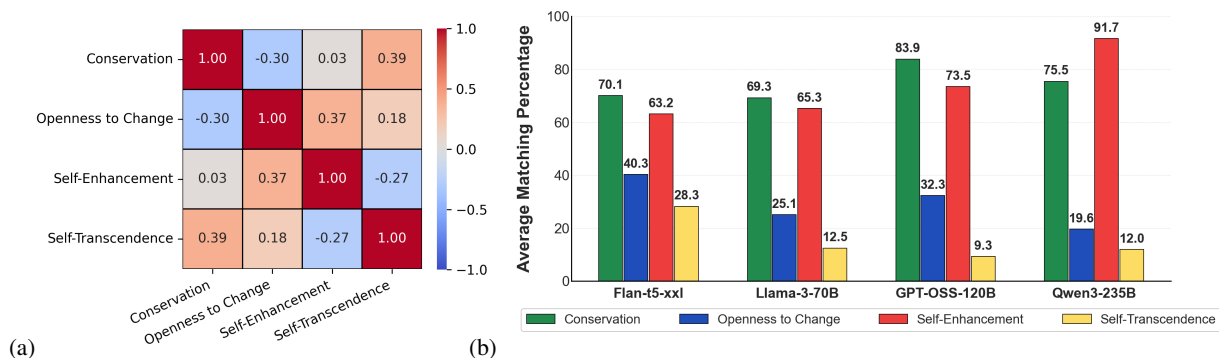 1.0
Conservation 1.00 -0.30 0.03 0.39
0.5
Openness to Change -0.30 1.00 0.37 0.18
0.0
Self-Enhancement 0.03 0.37 1.00 -0.27
−0.5
Self-Transcendence 0.39 0.18 -0.27 1.00
−1.0
Conservation
Openness to Change
Self-Enhancement
Self-Transcendence
(a)
Average Matching Percentage
100
80
60
40
20
0
70.1 40.3 63.2 28.3
69.3 25.1 65.3 12.5
83.9 32.3 73.5 9.3
75.5 19.6 91.7 12.0
Flan-t5-xxl Llama-3-70B GPT-OSS-120B Qwen3-235B
Conservation Openness to Change Self-Enhancement Self-Transcendence
(b)